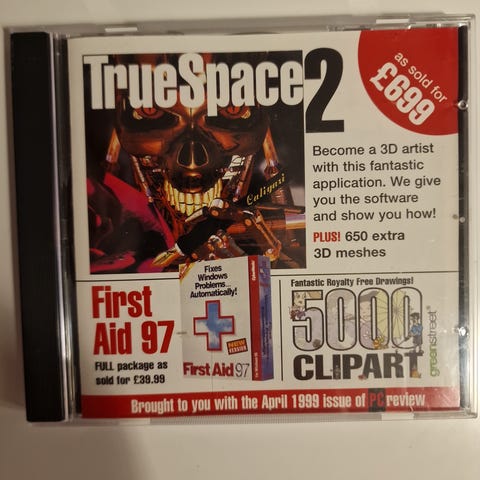 TrueSpace2
as sold for
£699
Caligari
Become a 3D artist
with this fantastic
application. We give
you the software
and show you how!
PLUS! 650 extra
3D meshes
First
Aid 97
FULL package as
sold for £39.99
Fixes
Windows
Problems...
Automatically!
NEW
VERSION
First Aid 97
Fantastic Royalty Free Drawings!
5000
CLIPART
greenstreet®
Brought to you with the April 1999 issue of PC review